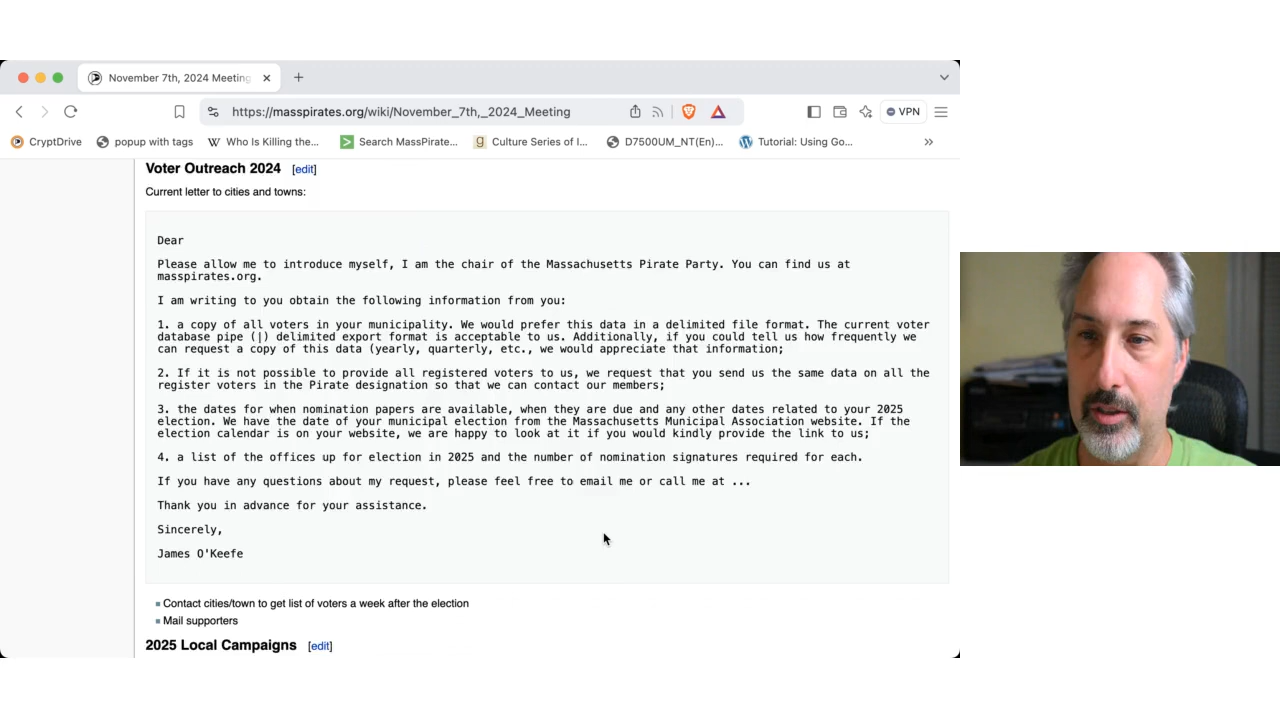 November 7th, 2024 Meeting
https://masspirates.org/wiki/November_7th,_2024_Meeting
VPN
CryptDrive
popup with tags
Who Is Killing the...
Search MassPirate...
Culture Series of I...
D7500UM_NT(En)...
Tutorial: Using Go...
Voter Outreach 2024 [edit]
Current letter to cities and towns:
Dear
Please allow me to introduce myself, I am the chair of the Massachusetts Pirate Party. You can find us at
masspirates.org.
I am writing to you obtain the following information from you:
1. a copy of all voters in your municipality. We would prefer this data in a delimited file format. The current voter
database pipe (|) delimited export format is acceptable to us. Additionally, if you could tell us how frequently we
can request a copy of this data (yearly, quarterly, etc., we would appreciate that information;
2. If it is not possible to provide all registered voters to us, we request that you send us the same data on all the
register voters in the Pirate designation so that we can contact our members;
3. the dates for when nomination papers are available, when they are due and any other dates related to your 2025
election. We have the date of your municipal election from the Massachusetts Municipal Association website. If the
election calendar is on your website, we are happy to look at it if you would kindly provide the link to us;
4. a list of the offices up for election in 2025 and the number of nomination signatures required for each.
If you have any questions about my request, please feel free to email me or call me at ...
Thank you in advance for your assistance.
Sincerely,
James O'Keefe
Contact cities/town to get list of voters a week after the election
Mail supporters
2025 Local Campaigns [edit]